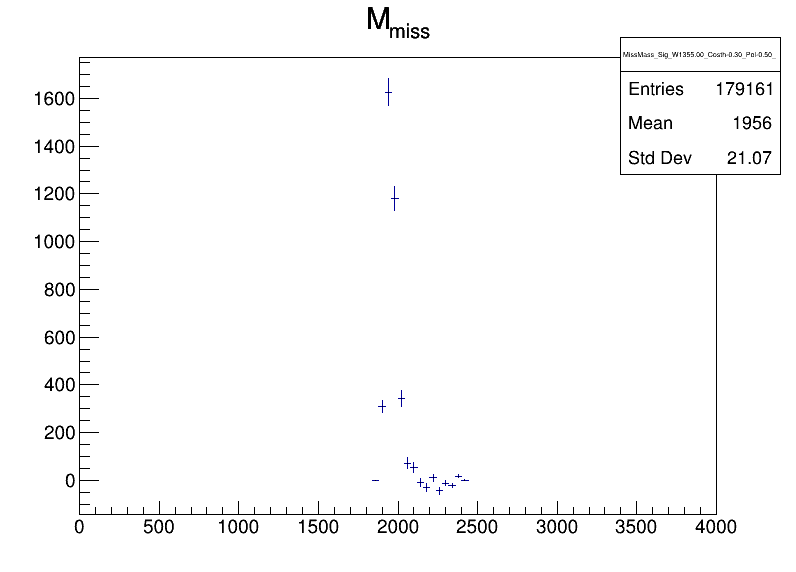 M_miss
MissMass_Sig_W1355.00_Costh-0.30_Pol-0.50_
Entries 179161
Mean 1956
Std Dev 21.07
1600
1400
1200
1000
800
600
400
200
0
0 500 1000 1500 2000 2500 3000 3500 4000